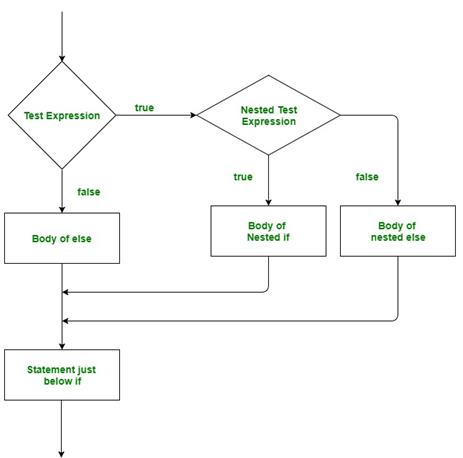 Test Expression
true
Nested Test
Expression
true
false
false
Body of else
Body of
Nested if
Body of
nested else
Statement just
below if